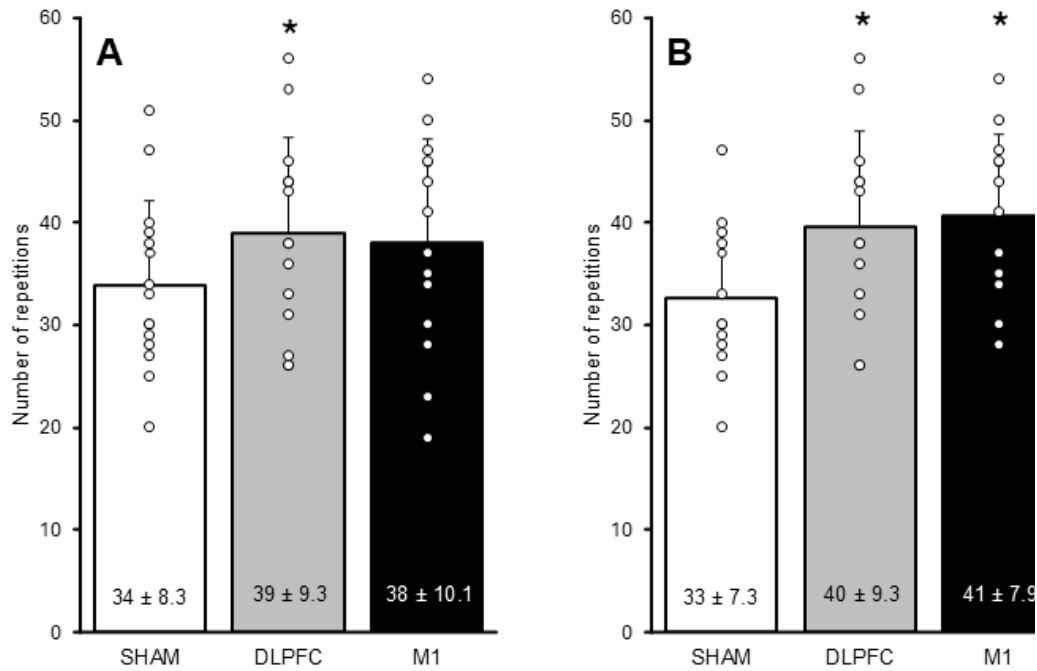 A
*
Number of repetitions
60
50
40
30
20
10
0
34 ± 8.3
39 ± 9.3
38 ± 10.1
SHAM
DLPFC
M1
B
*
*
Number of repetitions
60
50
40
30
20
10
0
33 ± 7.3
40 ± 9.3
41 ± 7.9
SHAM
DLPFC
M1